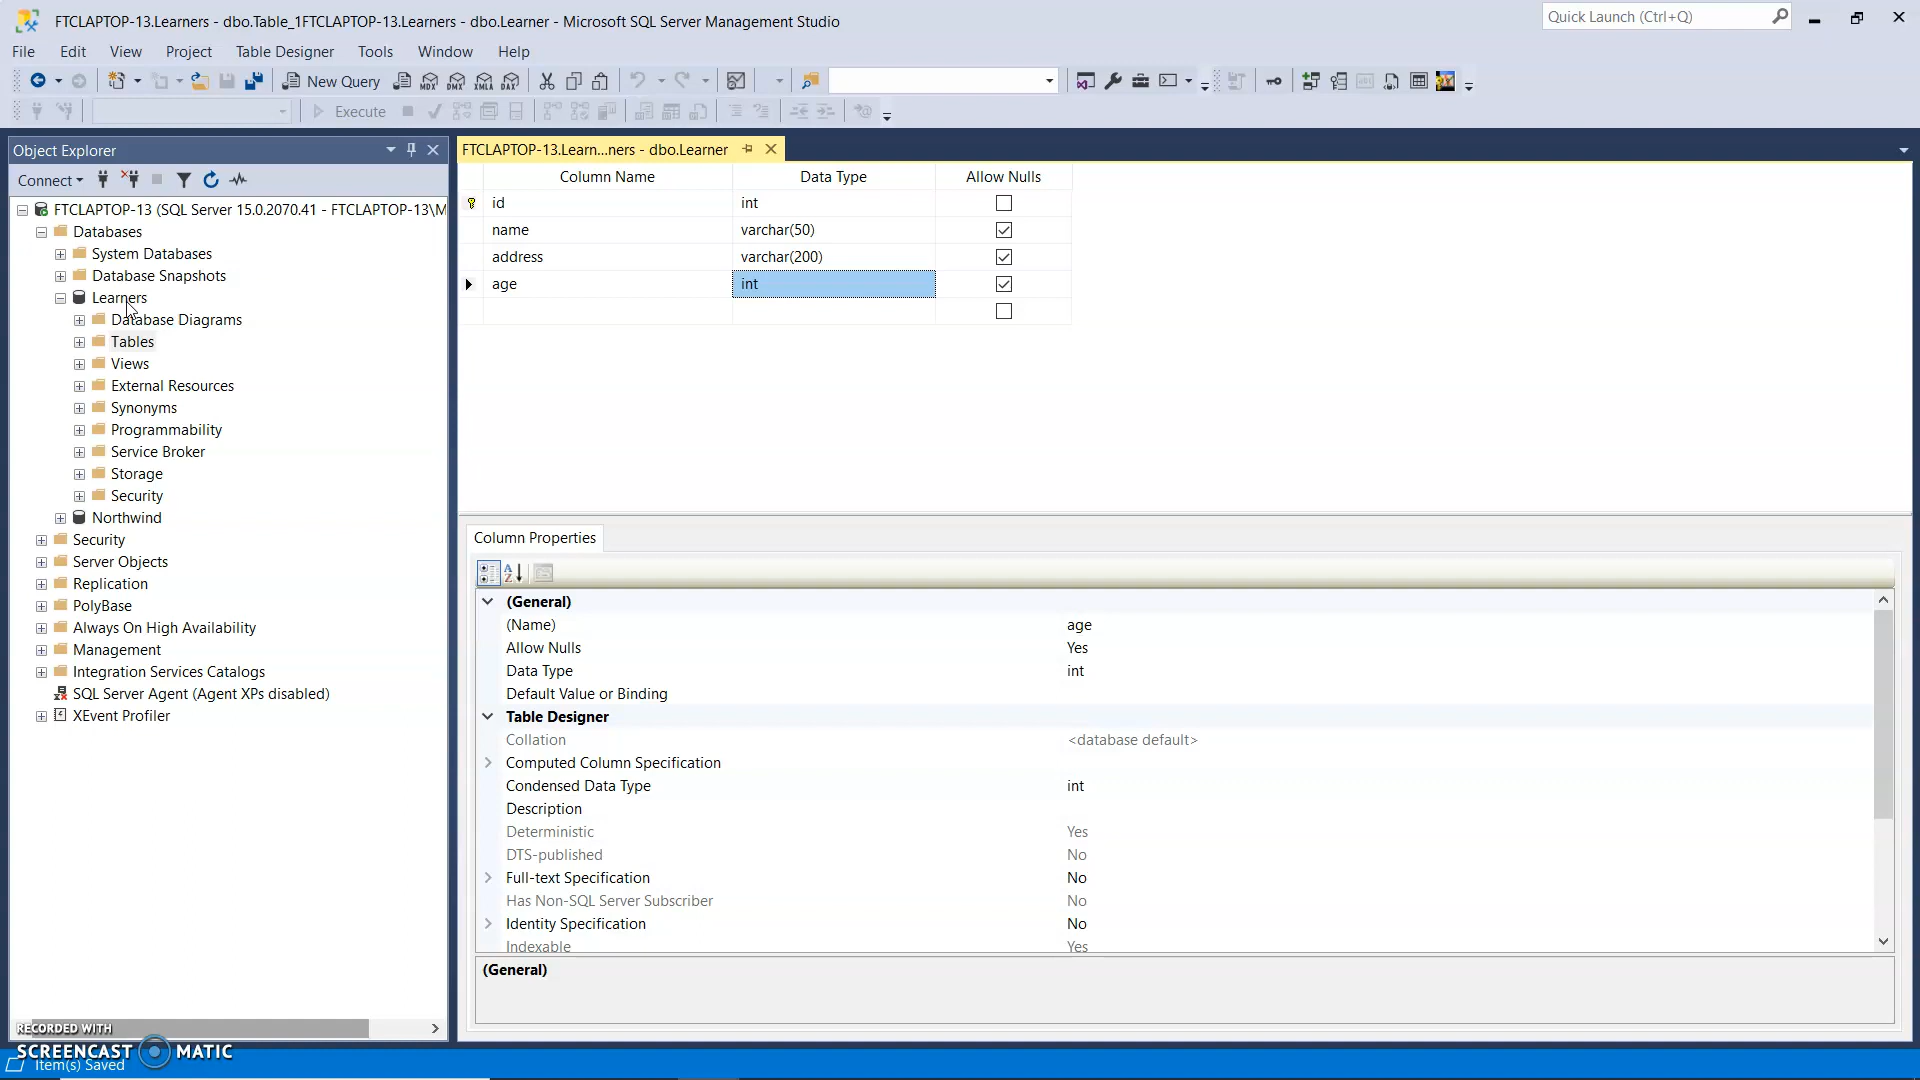 FTCLAPTOP-13.Learners - dbo.Table_1FTCLAPTOP-13.Learners - dbo.Learner - Microsoft SQL Server Management Studio
Quick Launch (Ctrl+Q)
File Edit View Project Table Designer Tools Window Help
New Query
MDX DMX XMLA DAX
Execute
Object Explorer
Connect
FTCLAPTOP-13 (SQL Server 15.0.2070.41 - FTCLAPTOP-13\M
Databases
System Databases
Database Snapshots
Learners
Database Diagrams
Tables
Views
External Resources
Synonyms
Programmability
Service Broker
Storage
Security
Northwind
Security
Server Objects
Replication
PolyBase
Always On High Availability
Management
Integration Services Catalogs
SQL Server Agent (Agent XPs disabled)
XEvent Profiler
FTCLAPTOP-13.Learn...ners - dbo.Learner
Column Name Data Type Allow Nulls
id int
name varchar(50)
address varchar(200)
age int
Column Properties
(General)
(Name) age
Allow Nulls Yes
Data Type int
Default Value or Binding
Table Designer
Collation <database default>
Computed Column Specification
Condensed Data Type int
Description
Deterministic Yes
DTS-published No
Full-text Specification No
Has Non-SQL Server Subscriber No
Identity Specification No
Indexable Yes
(General)
RECORDED WITH
SCREENCAST MATIC
Item(s) Saved